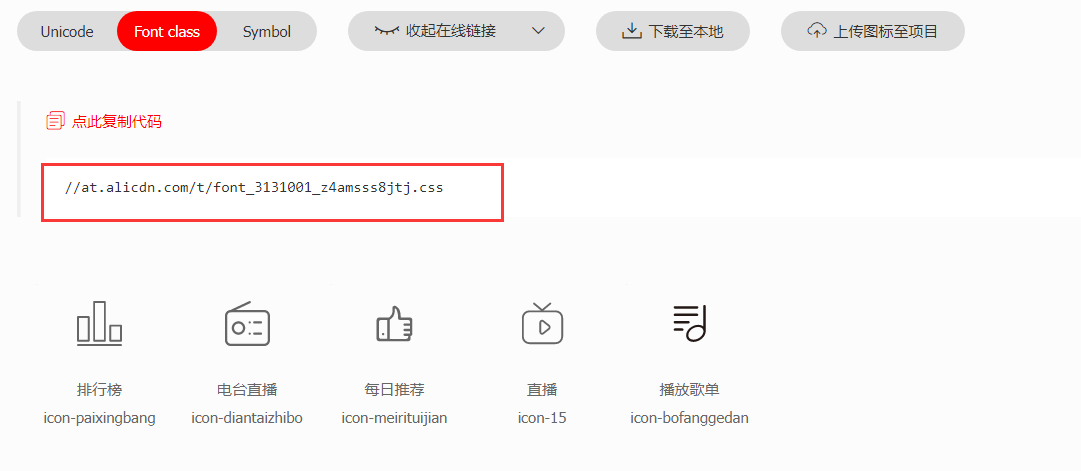 Unicode Font class Symbol 收起在线链接 下载至本地 上传图标至项目
点此复制代码
//at.alicdn.com/t/font_3131001_z4amsss8jtj.css
排行榜 电台直播 每日推荐 直播 播放歌单
icon-paixingbang icon-diantaizhibo icon-meirituijian icon-15 icon-bofanggedan